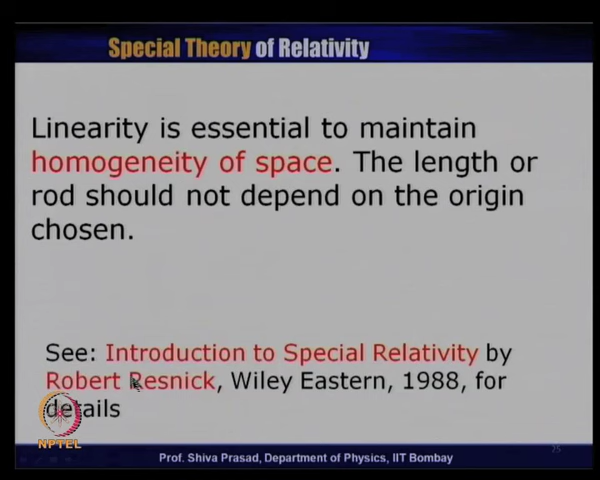 Special Theory of Relativity
Linearity is essential to maintain
homogeneity of space. The length or
rod should not depend on the origin
chosen.
See: Introduction to Special Relativity by
Robert Resnick, Wiley Eastern, 1988, for
details
NPTEL
Prof. Shiva Prasad, Department of Physics, IIT Bombay
25